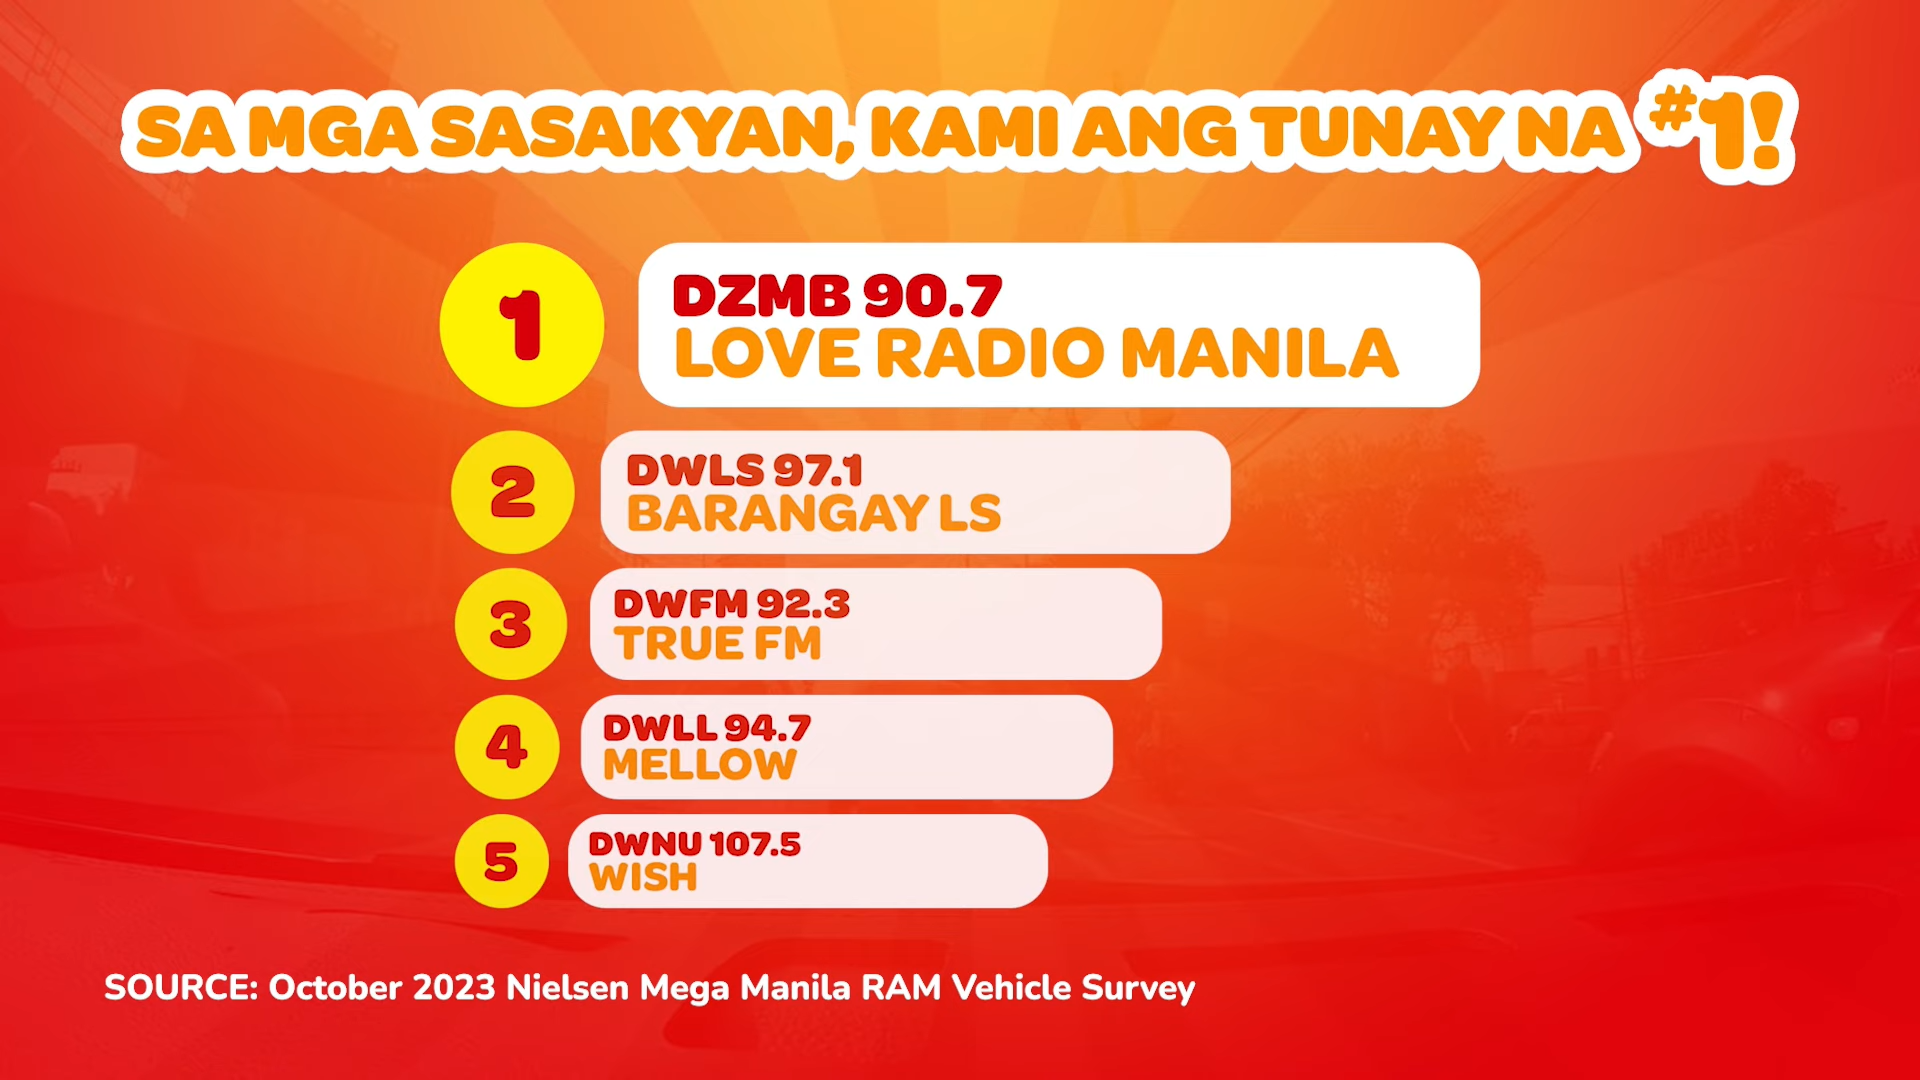 SA MGA SASAKYAN, KAMI ANG TUNAY NA #1!
1
DZMB 90.7
LOVE RADIO MANILA
2
DWLS 97.1
BARANGAY LS
3
DWFM 92.3
TRUE FM
4
DWLL 94.7
MELLOW
5
DWNU 107.5
WISH
SOURCE: October 2023 Nielsen Mega Manila RAM Vehicle Survey